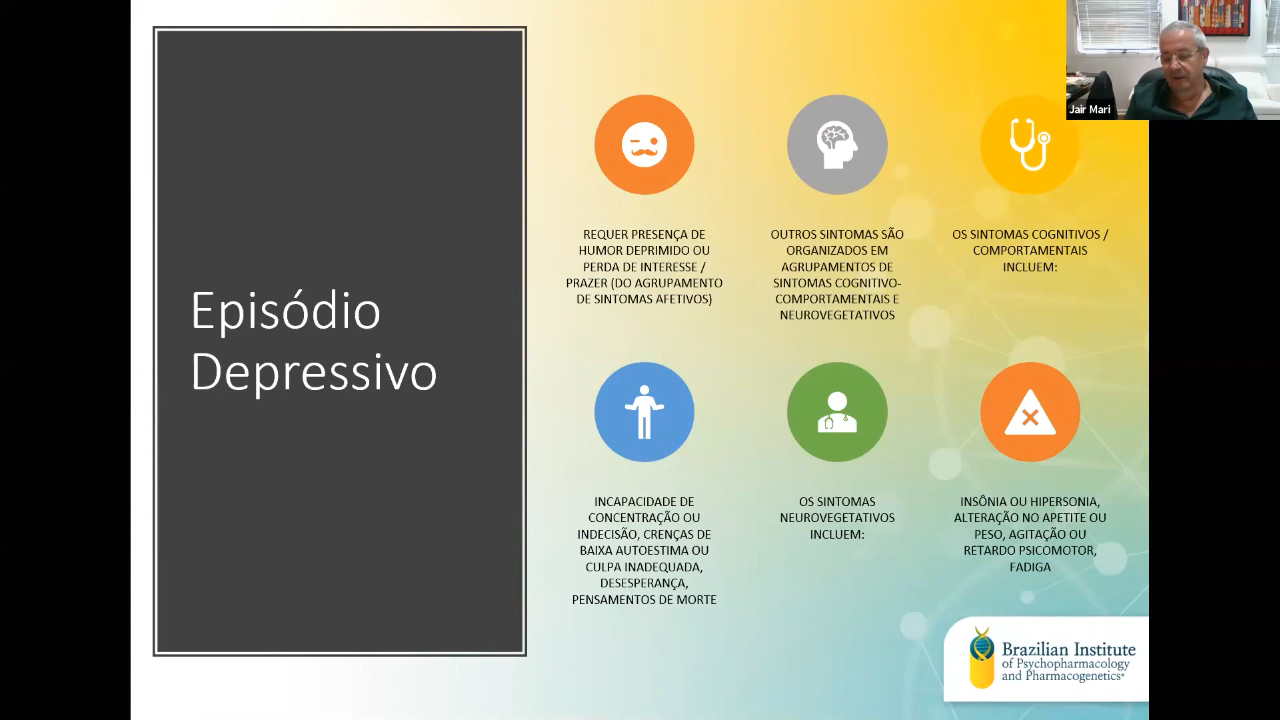 Jair Mari
Episódio
Depressivo
REQUER PRESENÇA DE
HUMOR DEPRIMIDO OU
PERDA DE INTERESSE /
PRAZER (DO AGRUPAMENTO
DE SINTOMAS AFETIVOS)
OUTROS SINTOMAS SÃO
ORGANIZADOS EM
AGRUPAMENTOS DE
SINTOMAS COGNITIVO-
COMPORTAMENTAIS E
NEUROVEGETATIVOS
OS SINTOMAS COGNITIVOS /
COMPORTAMENTAIS
INCLUEM:
INCAPACIDADE DE
CONCENTRAÇÃO OU
INDECISÃO, CRENÇAS DE
BAIXA AUTOESTIMA OU
CULPA INADEQUADA,
DESESPERANÇA,
PENSAMENTOS DE MORTE
OS SINTOMAS
NEUROVEGETATIVOS
INCLUEM:
INSÔNIA OU HIPERSONIA,
ALTERAÇÃO NO APETITE OU
PESO, AGITAÇÃO OU
RETARDO PSICOMOTOR,
FADIGA
Brazilian Institute
of Psychopharmacology
and Pharmacogenetics